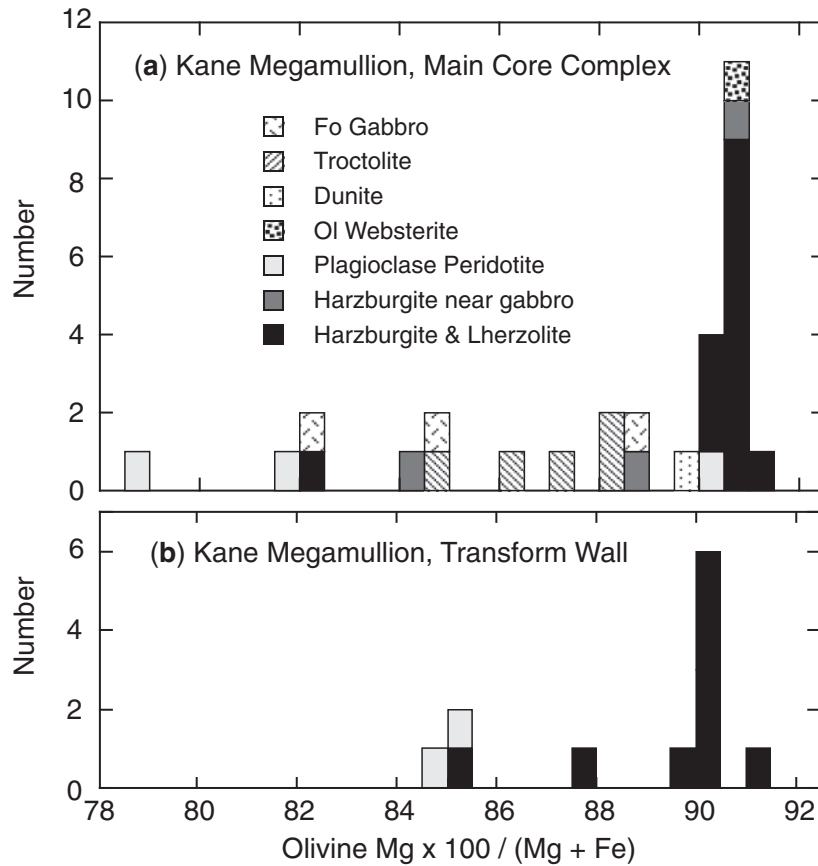 12
(a) Kane Megamullion, Main Core Complex
10
Fo Gabbro
Troctolite
8
Dunite
Number
Ol Websterite
6
Plagioclase Peridotite
Harzburgite near gabbro
4
Harzburgite & Lherzolite
2
0
(b) Kane Megamullion, Transform Wall
6
Number
4
2
0
78 80 82 84 86 88 90 92
Olivine Mg x 100 / (Mg + Fe)